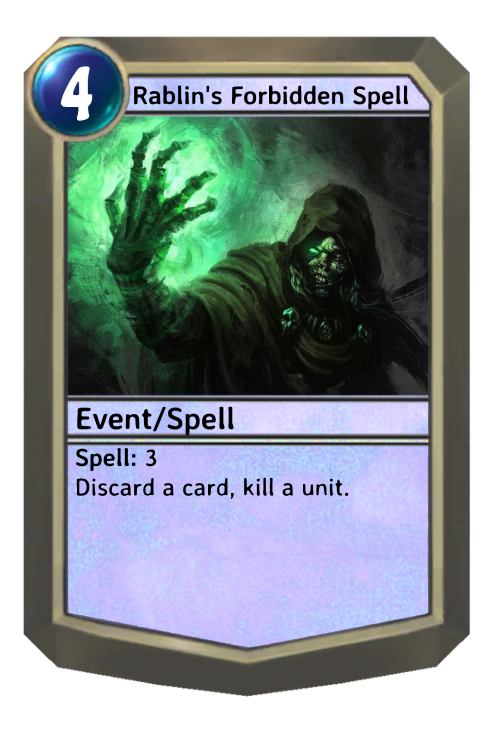 4
Rablin's Forbidden Spell
Event/Spell
Spell: 3
Discard a card, kill a unit.